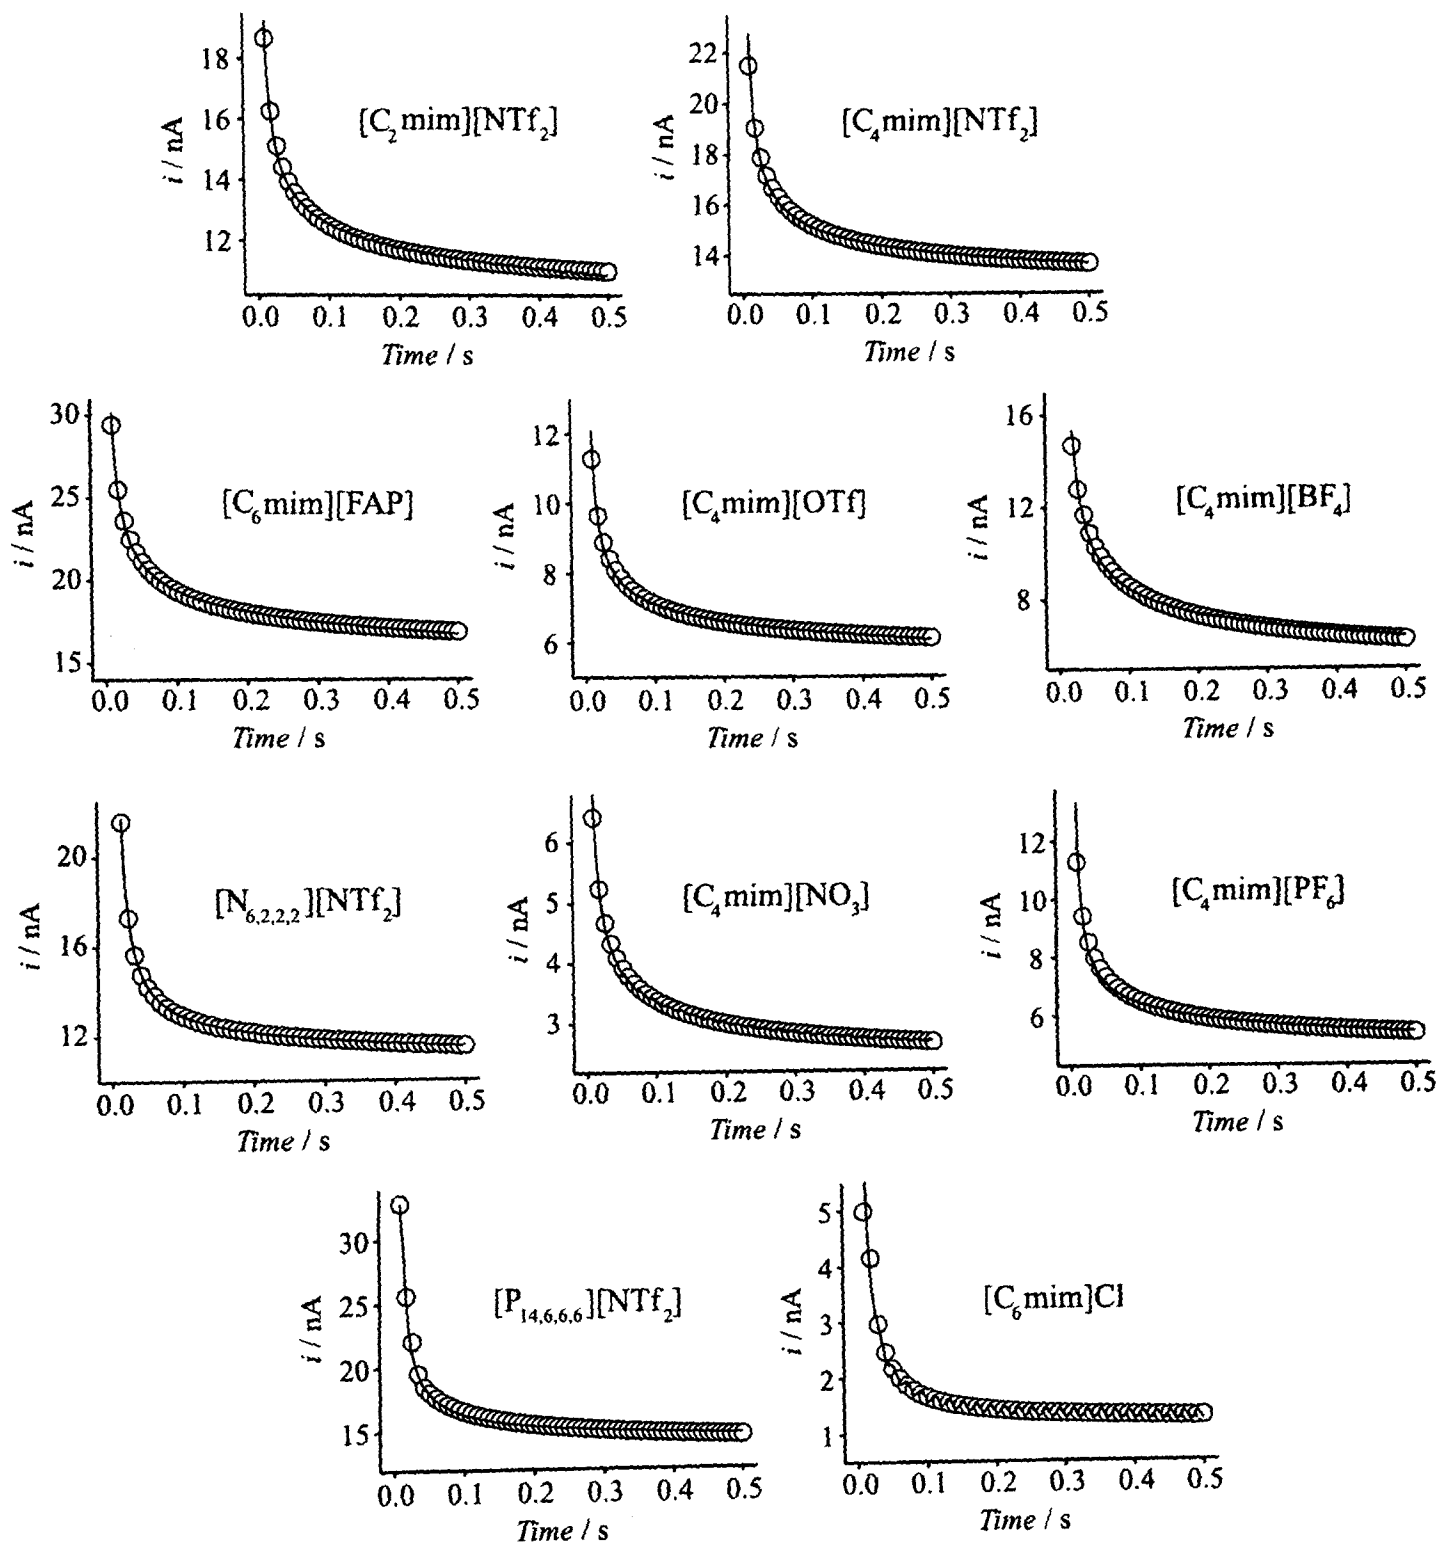 18
16
14
12
i / nA
[C₂mim][NTf₂]
0.0 0.1 0.2 0.3 0.4 0.5
Time / s
22
20
18
16
14
i / nA
[C₄mim][NTf₂]
0.0 0.1 0.2 0.3 0.4 0.5
Time / s
30
25
20
15
i / nA
[C₆mim][FAP]
0.0 0.1 0.2 0.3 0.4 0.5
Time / s
12
10
8
6
i / nA
[C₄mim][OTf]
0.0 0.1 0.2 0.3 0.4 0.5
Time / s
16
12
8
i / nA
[C₄mim][BF₄]
0.0 0.1 0.2 0.3 0.4 0.5
Time / s
20
16
12
i / nA
[N₆,₂,₂,₂][NTf₂]
0.0 0.1 0.2 0.3 0.4 0.5
Time / s
6
5
4
3
i / nA
[C₄mim][NO₃]
0.0 0.1 0.2 0.3 0.4 0.5
Time / s
12
10
8
6
i / nA
[C₄mim][PF₆]
0.0 0.1 0.2 0.3 0.4 0.5
Time / s
30
25
20
15
i / nA
[P₁₄,₆,₆,₆][NTf₂]
0.0 0.1 0.2 0.3 0.4 0.5
Time / s
5
4
3
2
1
i / nA
[C₆mim]Cl
0.0 0.1 0.2 0.3 0.4 0.5
Time / s